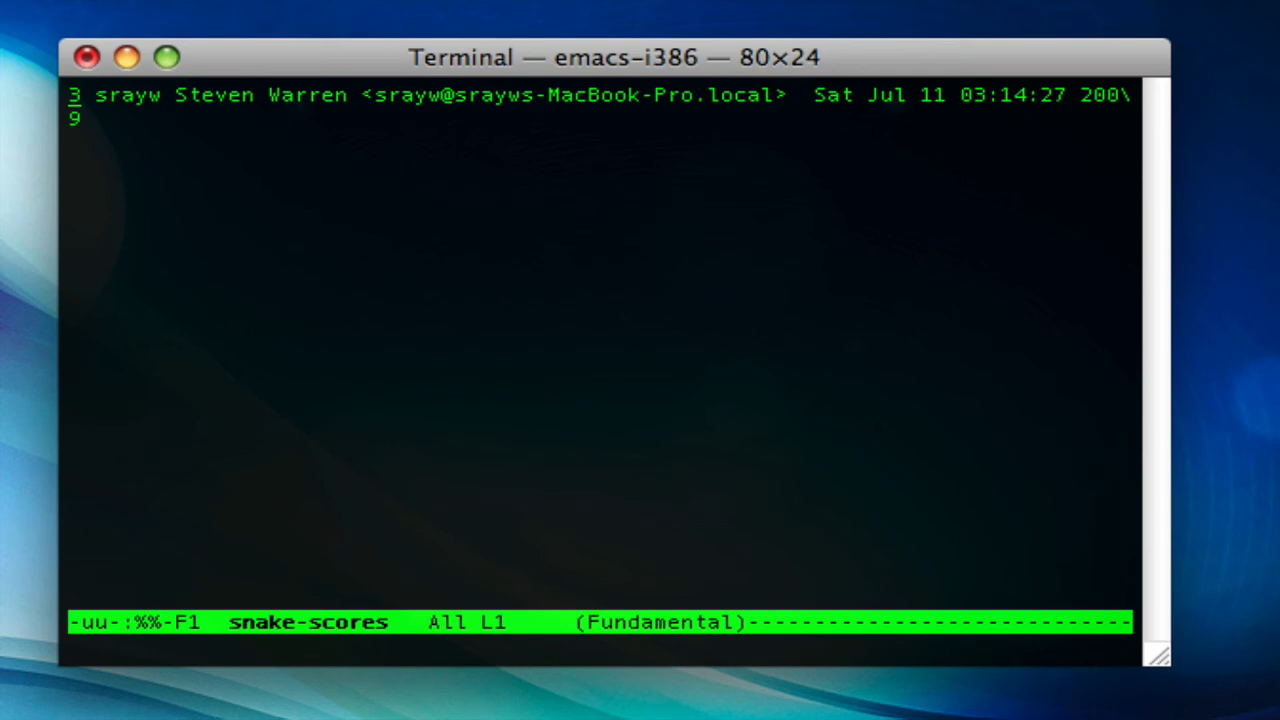 Terminal — emacs-i386 — 80×24
3 srayw Steven Warren <srayw@srayws-MacBook-Pro.local>  Sat Jul 11 03:14:27 200\
9
-uu-:%%-F1  snake-scores   All L1     (Fundamental)-----------------------------